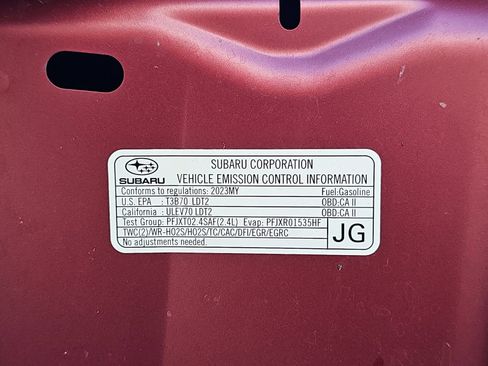 SUBARU CORPORATION
SUBARU VEHICLE EMISSION CONTROL INFORMATION
Conforms to regulations: 2023MY Fuel:Gasoline
U.S. EPA : T3B70 LDT2 OBD:CA II
California : ULEV70 LDT2 OBD:CA II
Test Group: PFJXT02.4SAF(2.4L) Evap: PFJXR01535HF
TWC(2)/WR-HO2S/HO2S/TC/CAC/DFI/EGR/EGRC
No adjustments needed.
JG